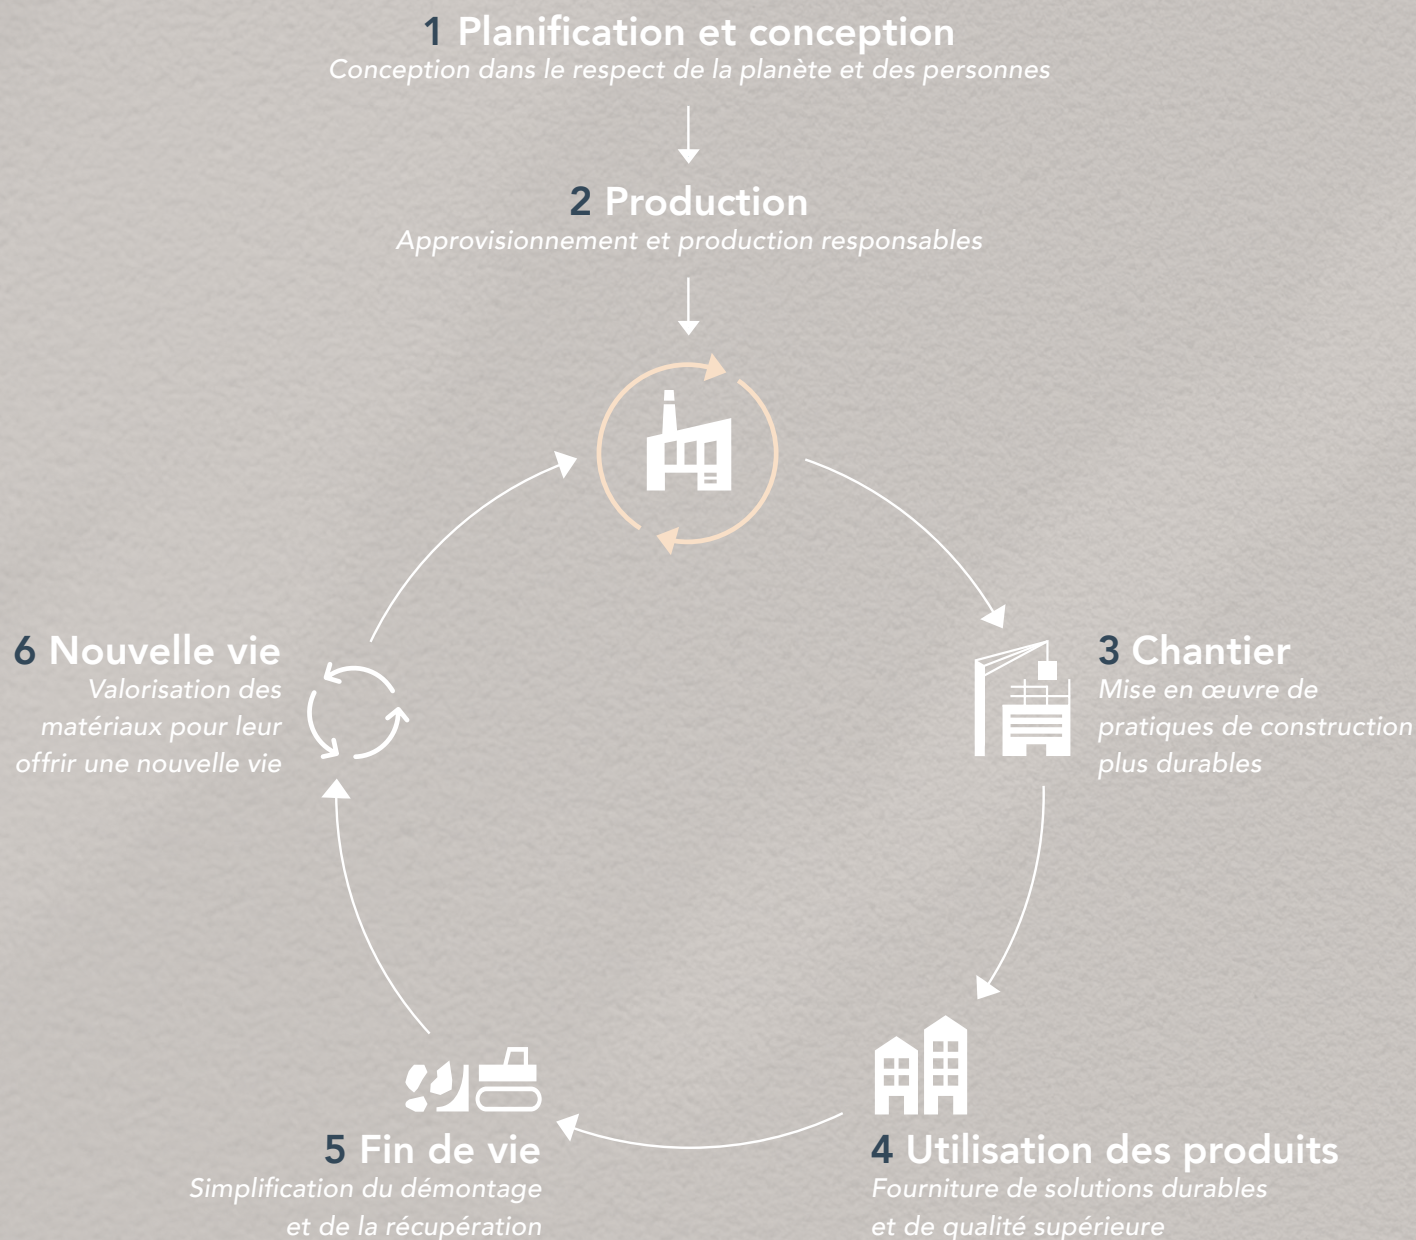 1 Planification et conception
Conception dans le respect de la planète et des personnes
2 Production
Approvisionnement et production responsables
3 Chantier
Mise en œuvre de
pratiques de construction
plus durables
4 Utilisation des produits
Fourniture de solutions durables
et de qualité supérieure
5 Fin de vie
Simplification du démontage
et de la récupération
6 Nouvelle vie
Valorisation des
matériaux pour leur
offrir une nouvelle vie